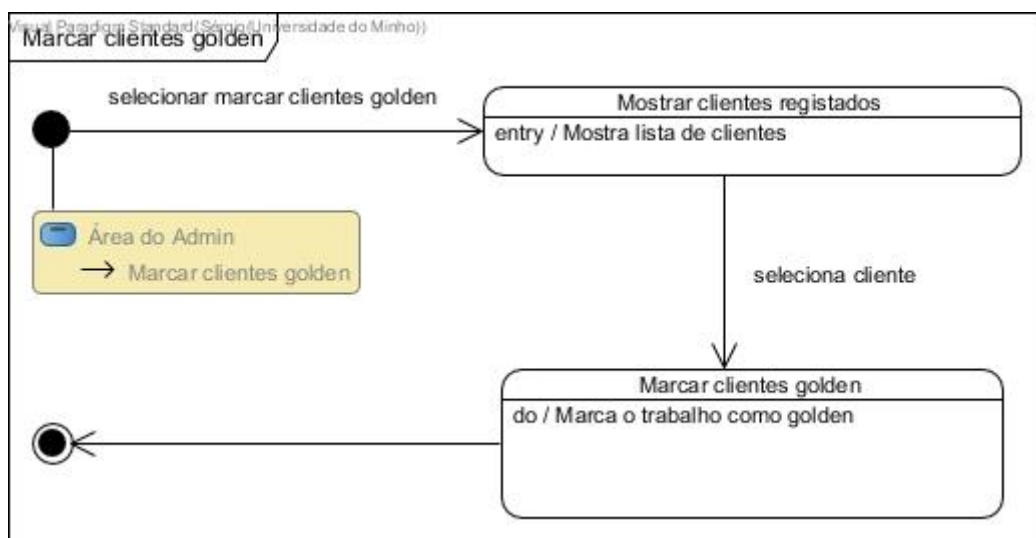 Visual Paradigm Standard(Sérgio(Universidade do Minho))
Marcar clientes golden
selecionar marcar clientes golden
Mostrar clientes registados
entry / Mostra lista de clientes
Área do Admin
Marcar clientes golden
seleciona cliente
Marcar clientes golden
do / Marca o trabalho como golden